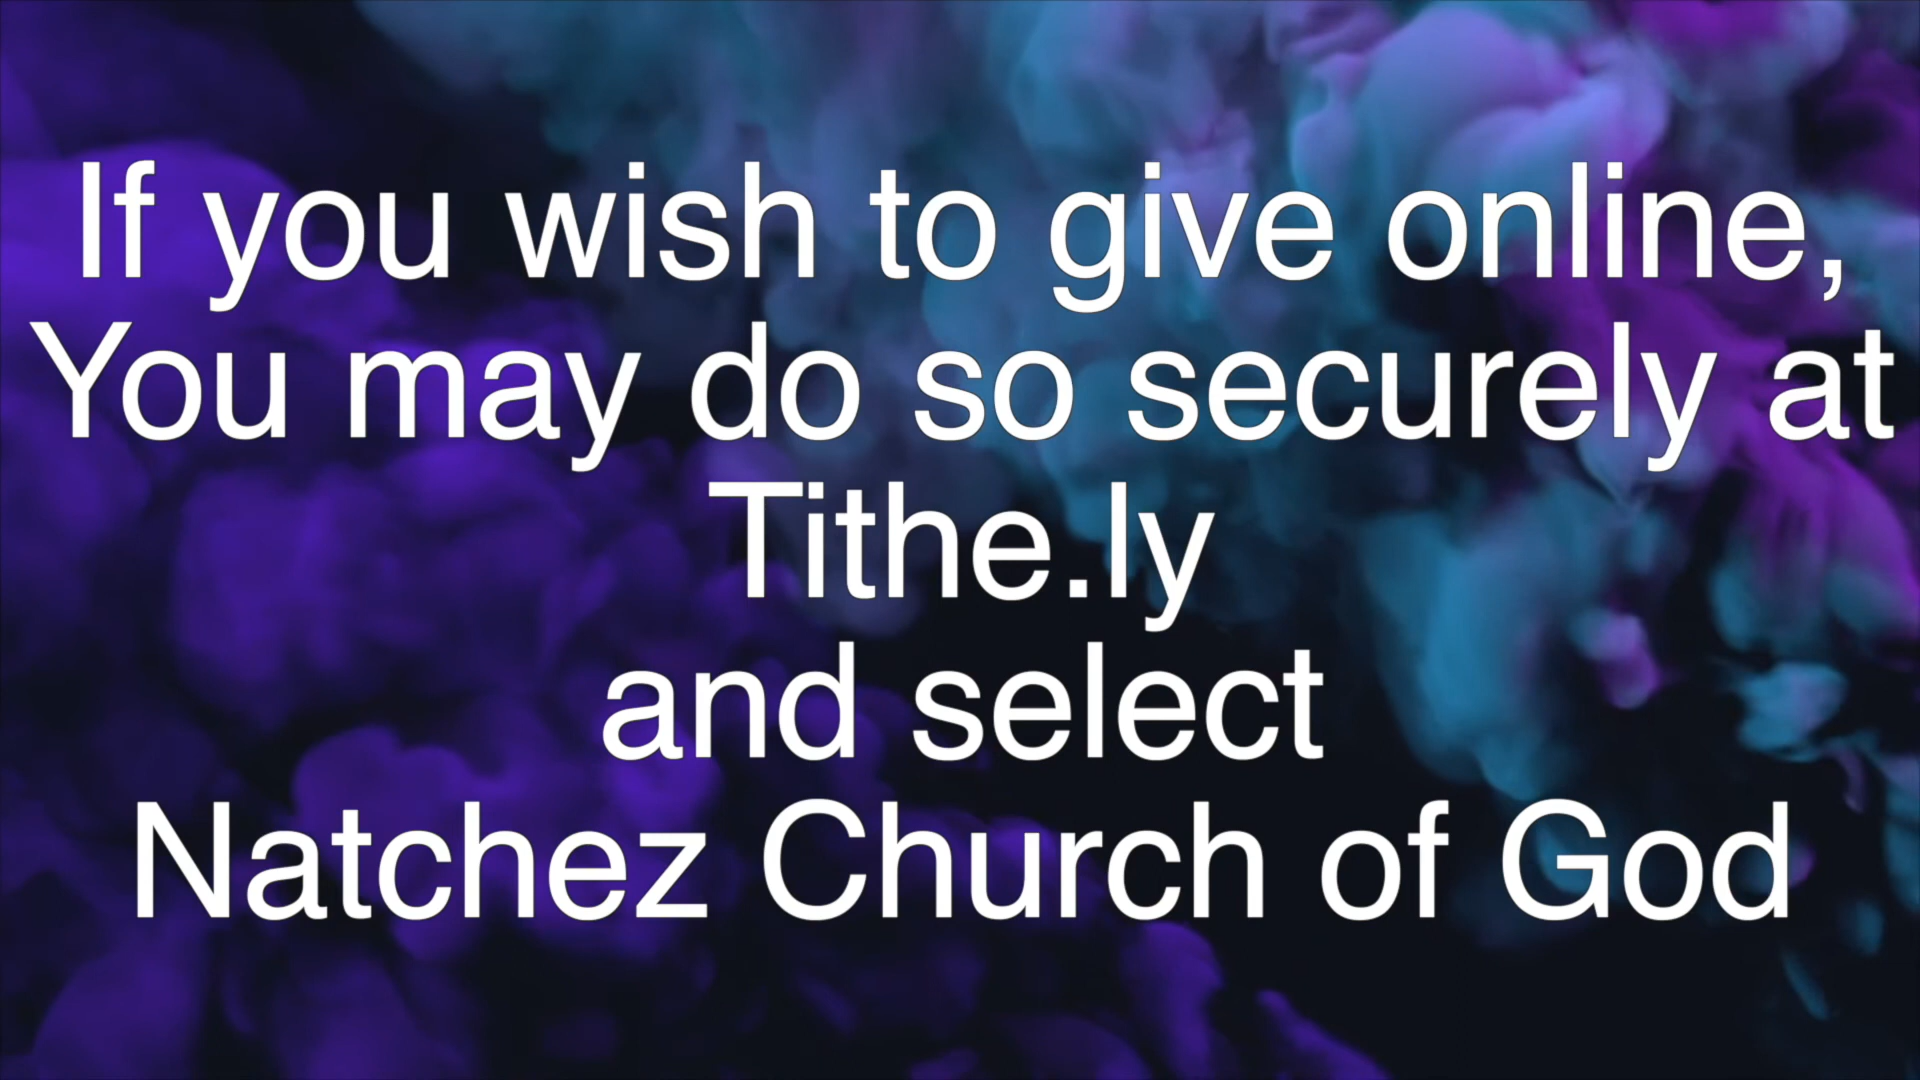 If you wish to give online,
You may do so securely at
Tithe.ly
and select
Natchez Church of God